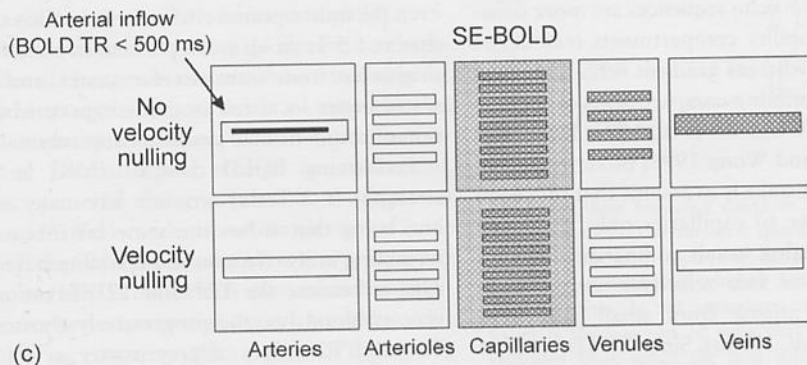 Arterial inflow
(BOLD TR < 500 ms)
SE-BOLD
No
velocity
nulling
Velocity
nulling
(c)
Arteries
Arterioles
Capillaries
Venules
Veins